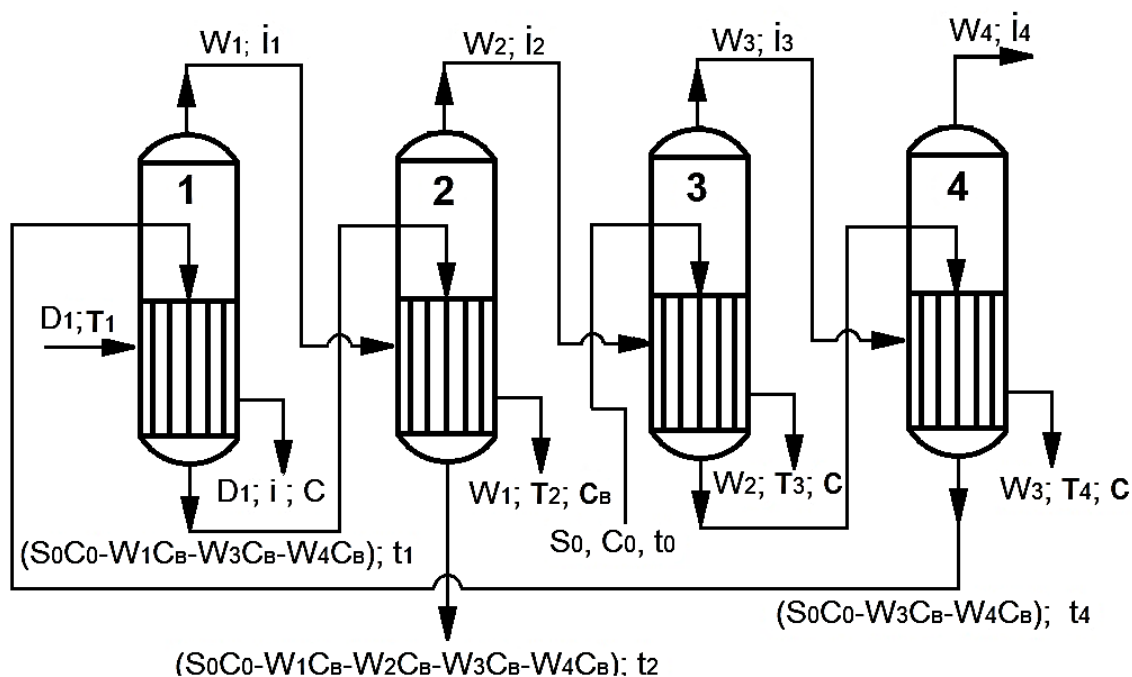 W1; i1
W2; i2
W3; i3
W4; i4
1
2
3
4
D1; T1
D1; i ; C
W1; T2; CB
W2; T3; C
W3; T4; C
S0, C0, t0
(S0C0-W1CB-W3CB-W4CB); t1
(S0C0-W3CB-W4CB); t4
(S0C0-W1CB-W2CB-W3CB-W4CB); t2